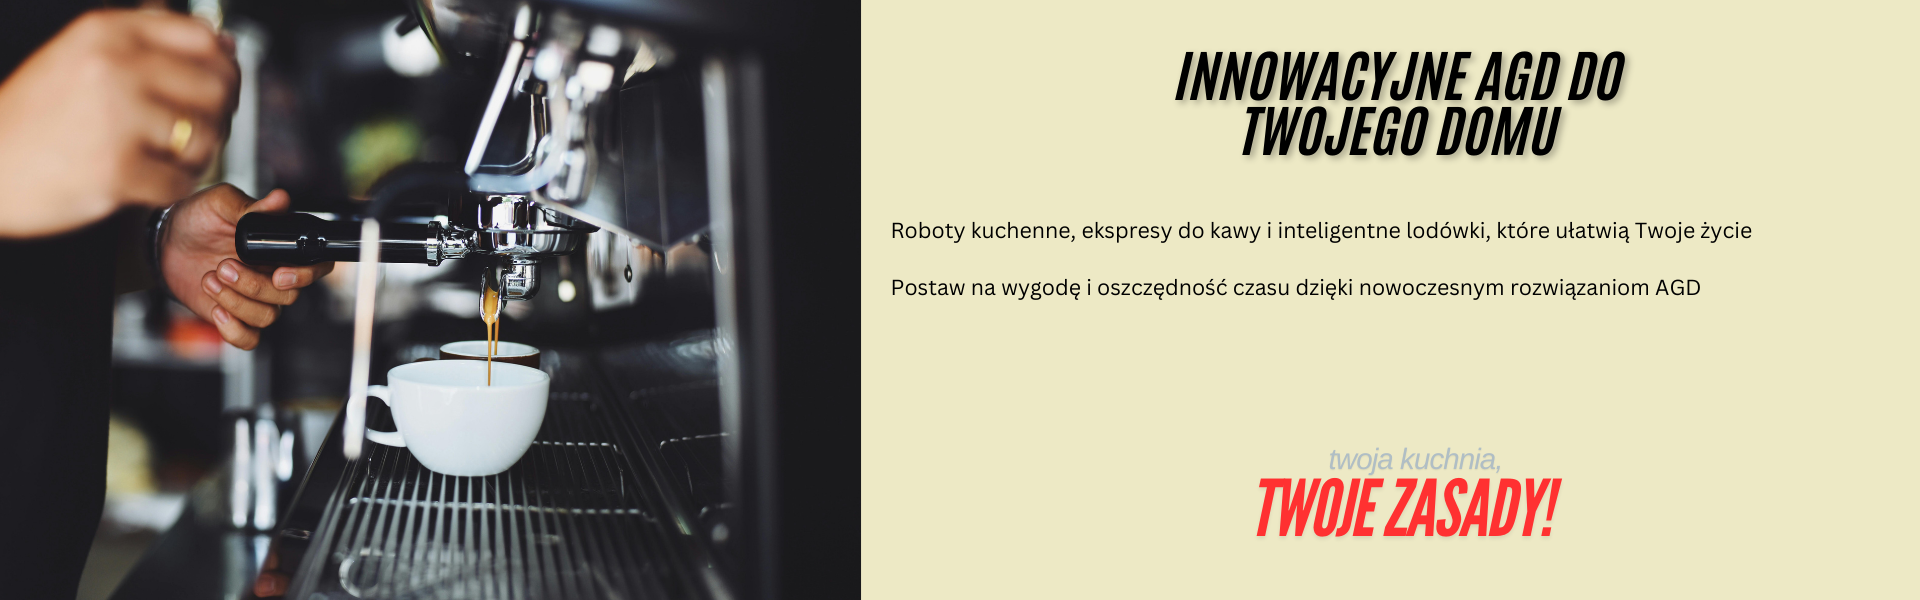 INNOWACYJNE AGD DO
TWOJEGO DOMU
Roboty kuchenne, ekspresy do kawy i inteligentne lodówki, które ułatwią Twoje życie
Postaw na wygodę i oszczędność czasu dzięki nowoczesnym rozwiązaniom AGD
twoja kuchnia,
TWOJE ZASADY!